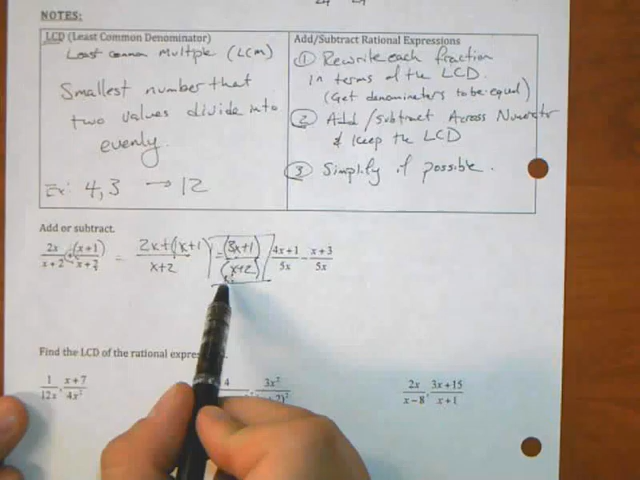 NOTES:
LCD (Least Common Denominator)
Least common Multiple (LCM)
Smallest number that
two values divide into
evenly.
Ex: 4,3 → 12
Add/Subtract Rational Expressions
① Rewrite each fraction
in terms of the LCD.
(Get denominators to be equal)
② Add/Subtract Across Numerator
& keep the LCD
③ Simplify if possible.
Add or subtract.
2x/(x+2) + (x+1)/(x+2) = (2x+(x+1))/(x+2) = (3x+1)/(x+2)
(4x+1)/5x − (x+3)/5x
Find the LCD of the rational expre
1/12x, (x+7)/4x²
4 3x²
2x/(x−8), (3x+15)/(x+1)